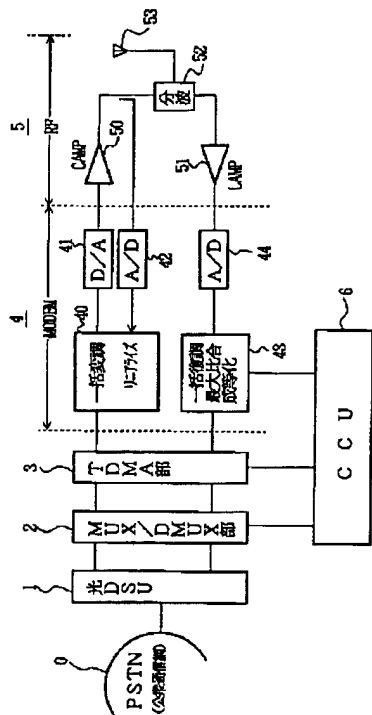 5
RF
4
MODEM
53
52
分波
CAMP
50
51
LAMP
41
D/A
A/D
42
A/D
44
40
一括変調
リニアライズ
一括復調
最大比合
成等化
43
3
TDMA部
2
MUX/DMUX部
1
光DSU
0
PSTN
(公衆通信網)
CCU
6